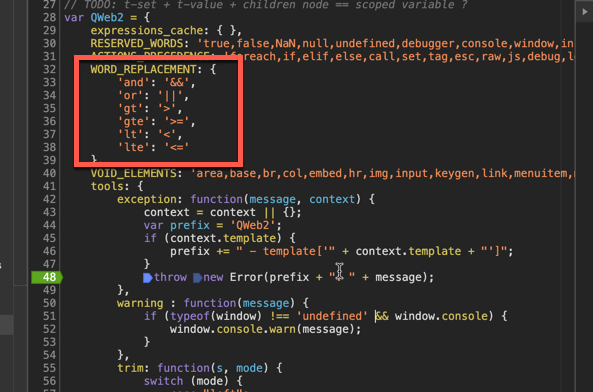 27 // TODO: t-set + t-value + children node == scoped variable ?
28 var QWeb2 = {
29 expressions_cache: { },
30 RESERVED_WORDS: 'true,false,NaN,null,undefined,debugger,console,window,in
31 ACTIONS_PRECEDENCE: 'foreach,if,elif,else,call,set,tag,esc,raw,js,debug,l
32 WORD_REPLACEMENT: {
33 'and': '&&',
34 'or': '||',
35 'gt': '>',
36 'gte': '>=',
37 'lt': '<',
38 'lte': '<='
39 },
40 VOID_ELEMENTS: 'area,base,br,col,embed,hr,img,input,keygen,link,menuitem,
41 tools: {
42 exception: function(message, context) {
43 context = context || {};
44 var prefix = 'QWeb2';
45 if (context.template) {
46 prefix += " - template['" + context.template + "']";
47 }
48 throw new Error(prefix + ": " + message);
49 },
50 warning : function(message) {
51 if (typeof(window) !== 'undefined' && window.console) {
52 window.console.warn(message);
53 }
54 },
55 trim: function(s, mode) {
56 switch (mode) {